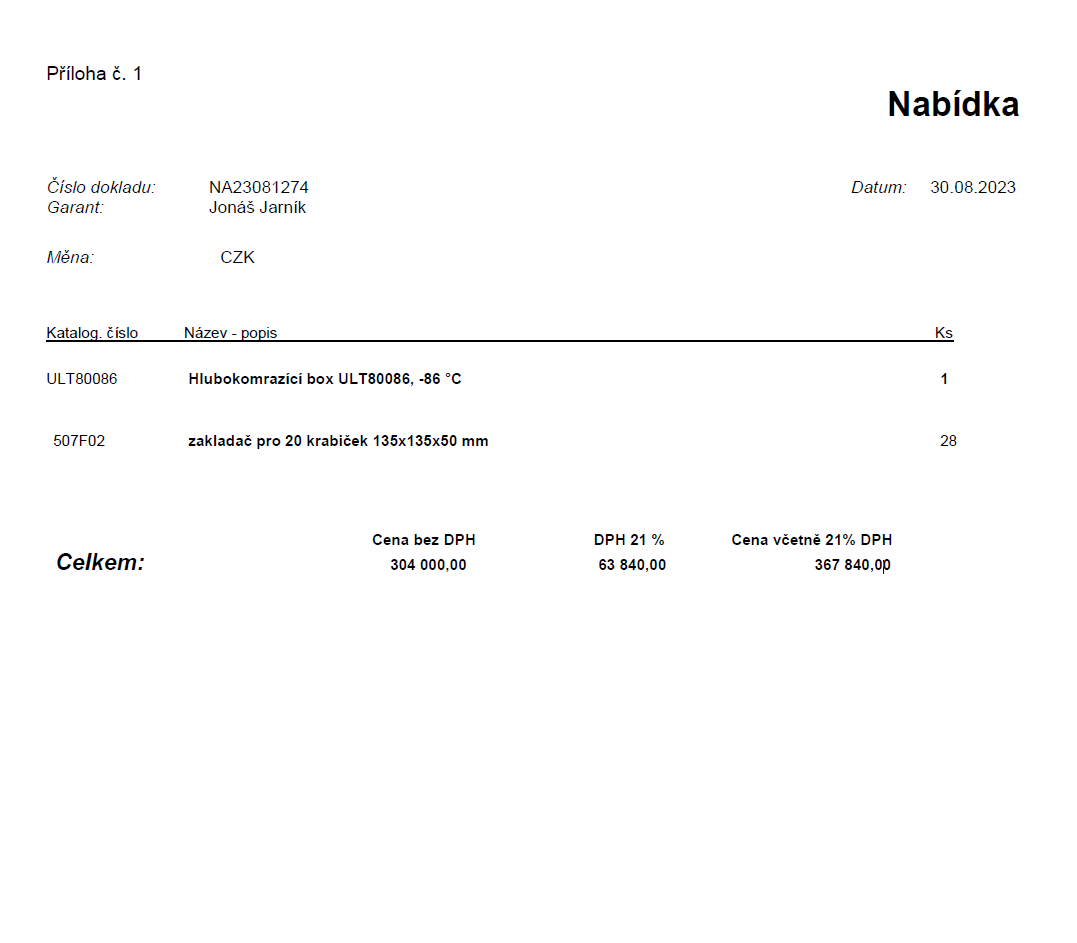 Příloha č. 1
Nabídka
Číslo dokladu: NA23081274 Datum: 30.08.2023
Garant: Jonáš Jarník
Měna: CZK
Katalog. číslo Název - popis Ks
ULT80086 Hlubokomrazící box ULT80086, -86 °C 1
507F02 zakladač pro 20 krabiček 135x135x50 mm 28
Cena bez DPH DPH 21 % Cena včetně 21% DPH
Celkem: 304 000,00 63 840,00 367 840,00